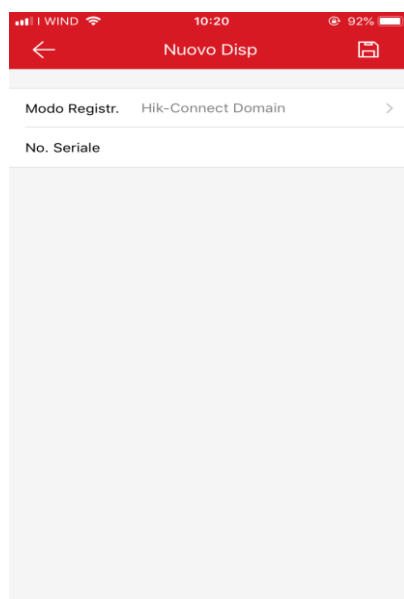 I WIND 10:20 92%
Nuovo Disp
Modo Registr. Hik-Connect Domain
No. Seriale